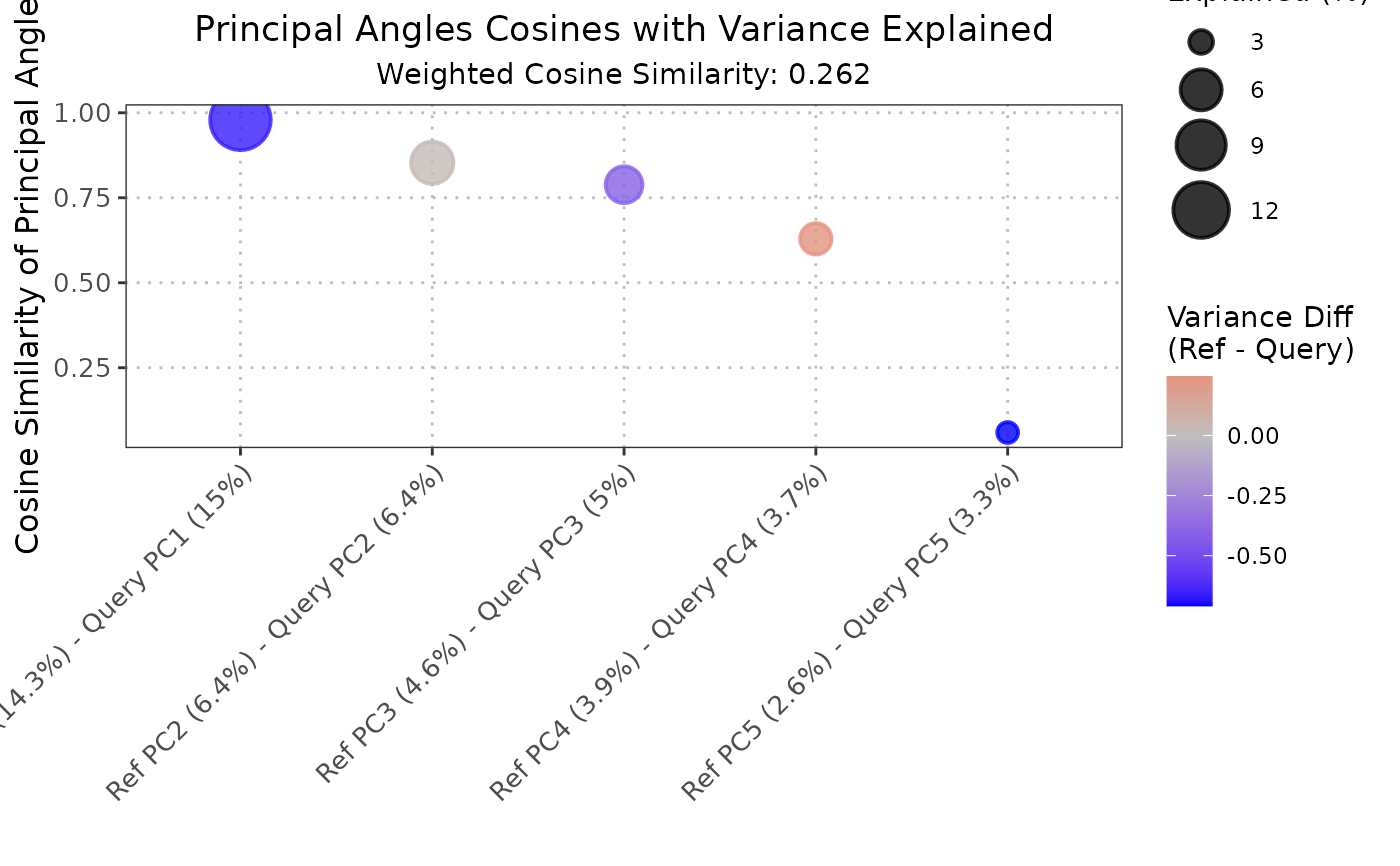 Principal Angles Cosines with Variance Explained
Weighted Cosine Similarity: 0.262
Cosine Similarity of Principal Angle
1.00
0.75
0.50
0.25
(14.3%) - Query PC1 (15%)
Ref PC2 (6.4%) - Query PC2 (6.4%)
Ref PC3 (4.6%) - Query PC3 (5%)
Ref PC4 (3.9%) - Query PC4 (3.7%)
Ref PC5 (2.6%) - Query PC5 (3.3%)
3
6
9
12
Variance Diff
(Ref - Query)
0.00
-0.25
-0.50